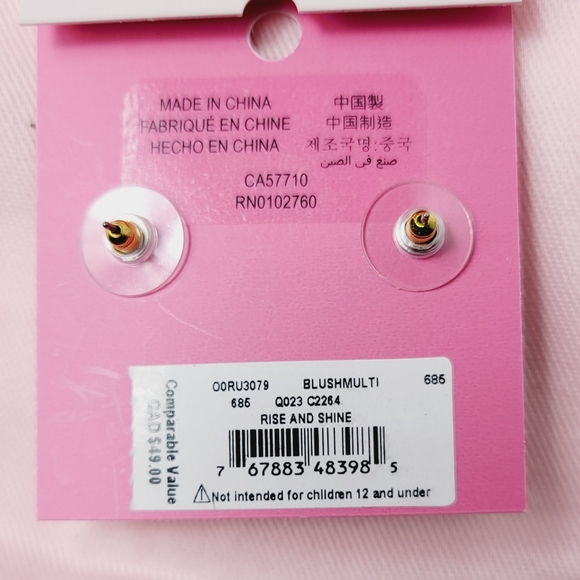 MADE IN CHINA
FABRIQUÉ EN CHINE
HECHO EN CHINA
中国製
中国制造
제조국명:중국
صنع في الصين
CA57710
RN0102760
Comparable Value
CAD $49.00
O0RU3079 BLUSHMULTI 685
685 Q023 C2264
RISE AND SHINE
7 67883 48398 5
⚠Not intended for children 12 and under